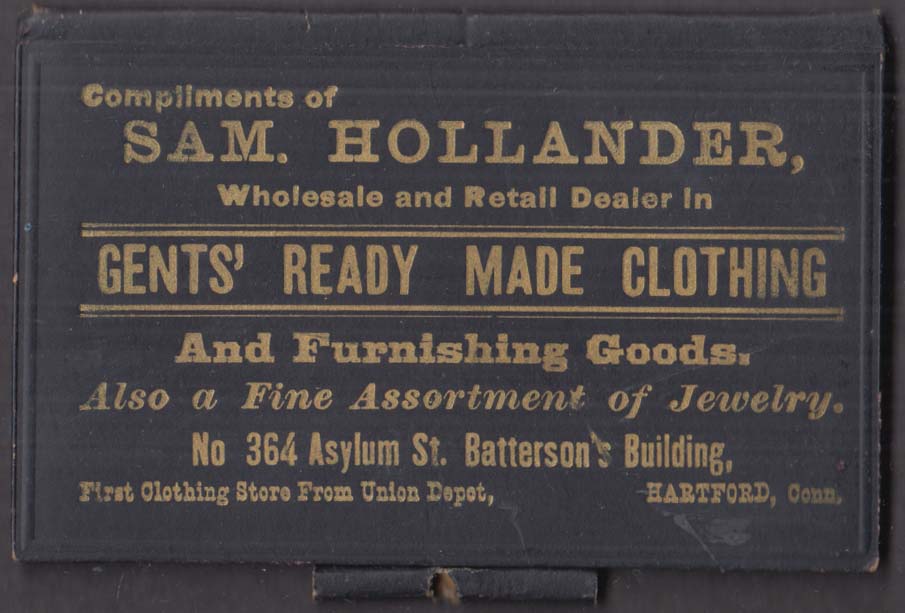 Compliments of
SAM. HOLLANDER,
Wholesale and Retail Dealer in
GENTS' READY MADE CLOTHING
And Furnishing Goods.
Also a Fine Assortment of Jewelry.
No 364 Asylum St. Batterson's Building,
First Clothing Store From Union Depot, HARTFORD, Conn.